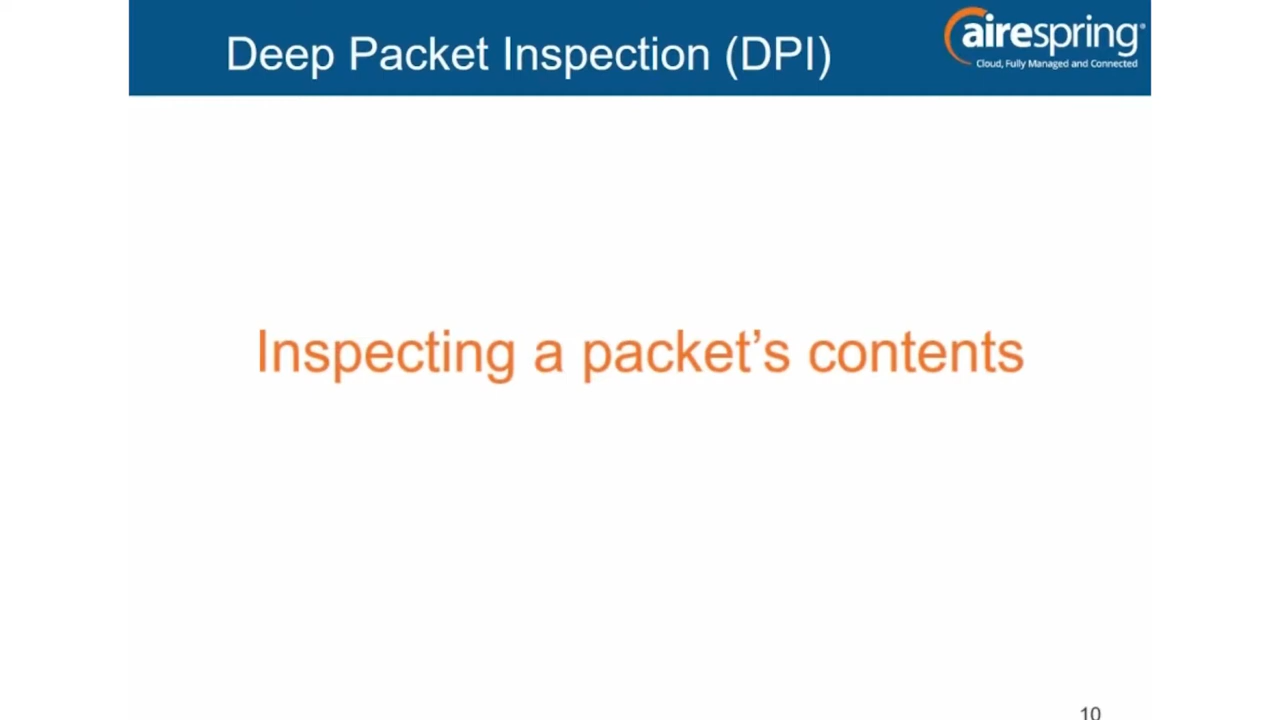 Deep Packet Inspection (DPI)
airespring®
Cloud, Fully Managed and Connected
Inspecting a packet’s contents
10